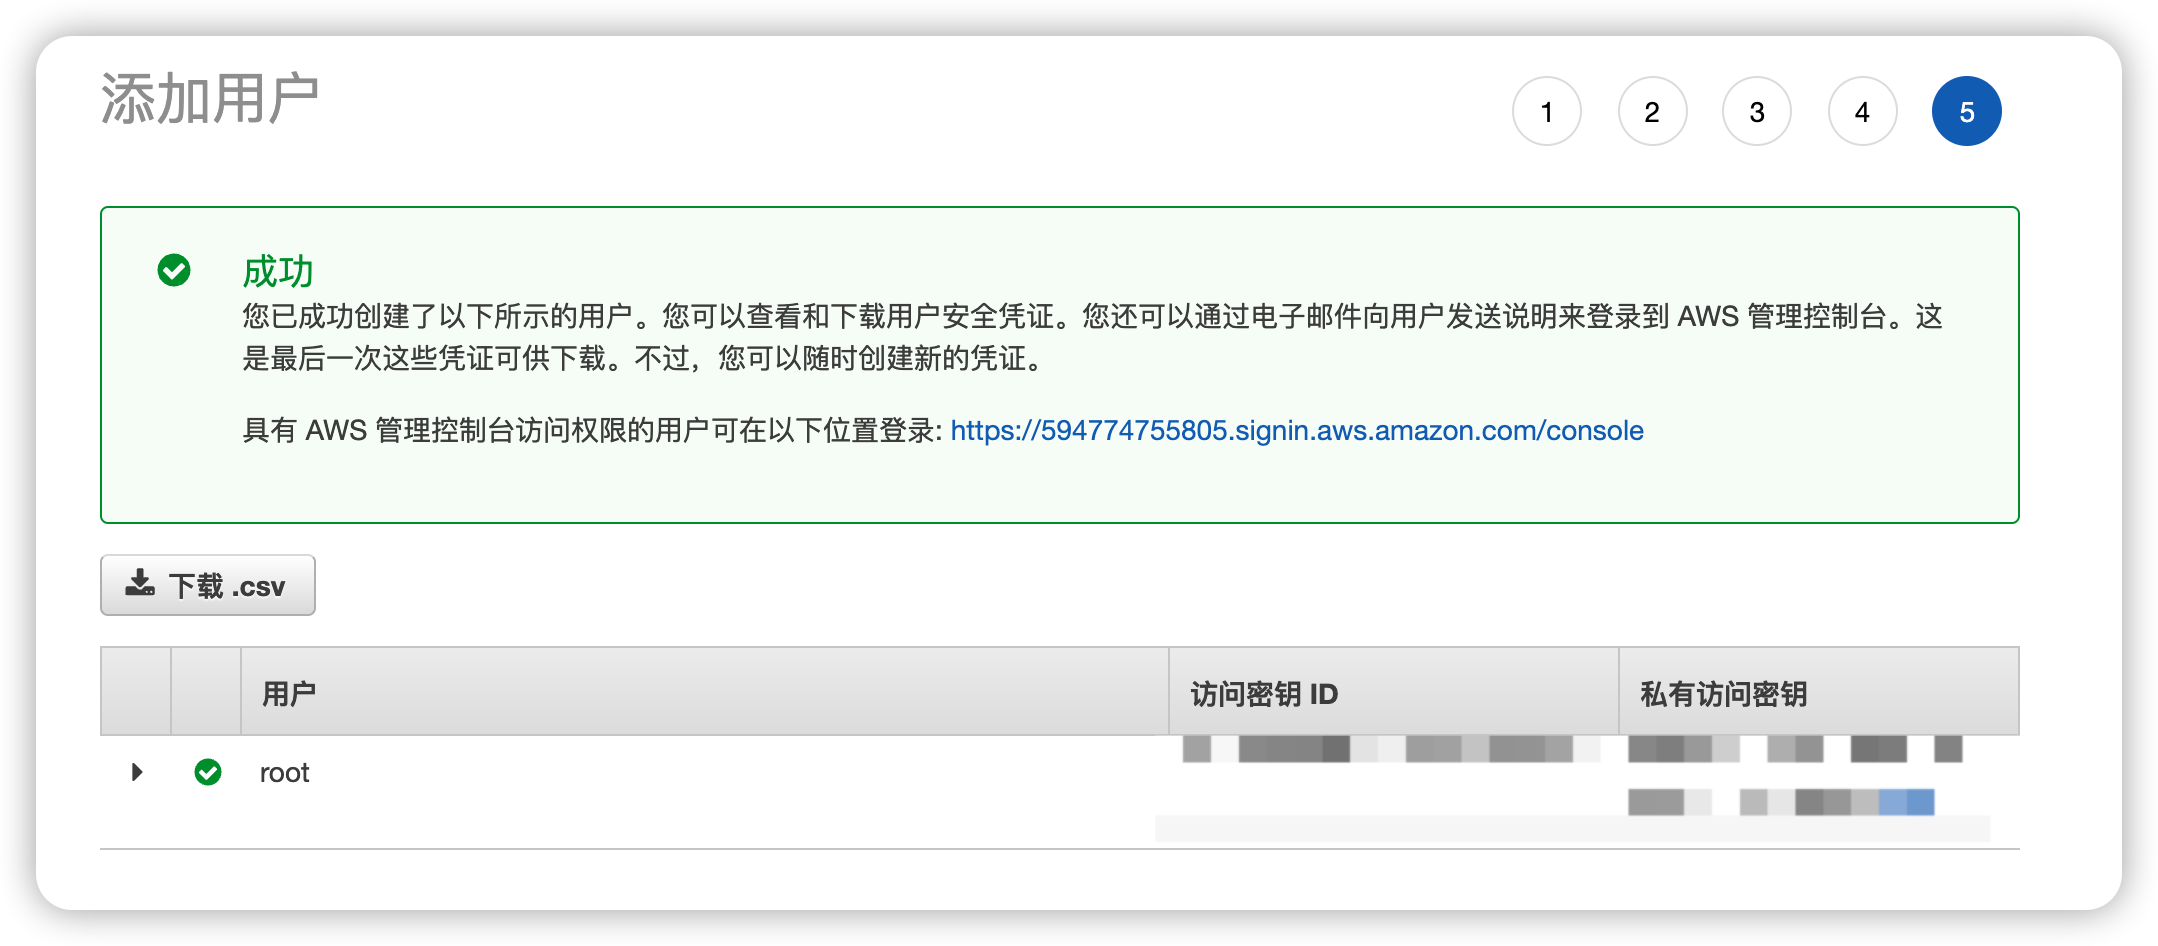 添加用户
1 2 3 4 5
成功
您已成功创建了以下所示的用户。您可以查看和下载用户安全凭证。您还可以通过电子邮件向用户发送说明来登录到 AWS 管理控制台。这
是最后一次这些凭证可供下载。不过，您可以随时创建新的凭证。
具有 AWS 管理控制台访问权限的用户可在以下位置登录: https://594774755805.signin.aws.amazon.com/console
下载 .csv
用户 访问密钥 ID 私有访问密钥
root